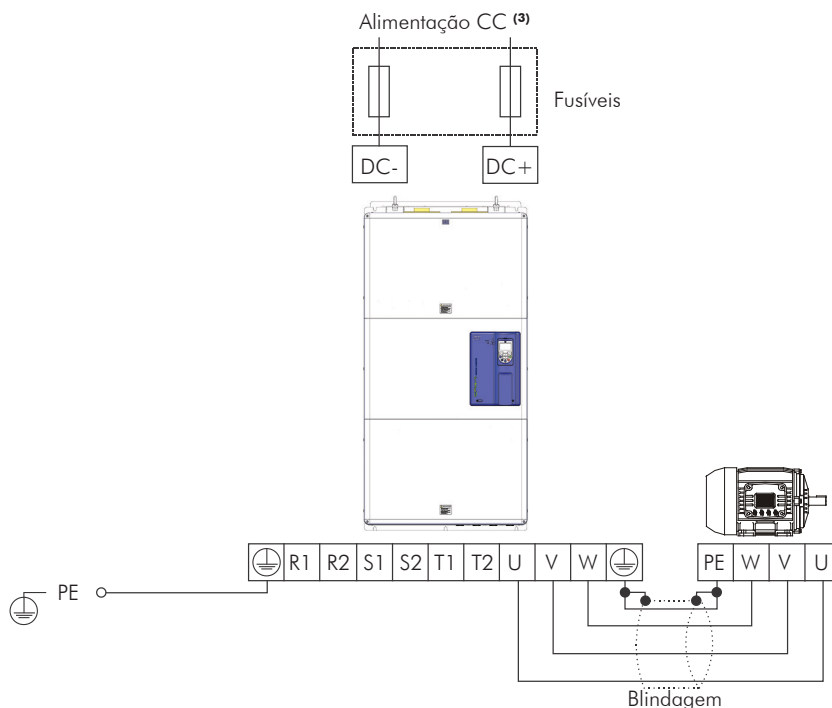 Alimentação CC (3)
Fusíveis
DC-
DC+
R1 R2 S1 S2 T1 T2 U V W
PE W V U
PE
Blindagem